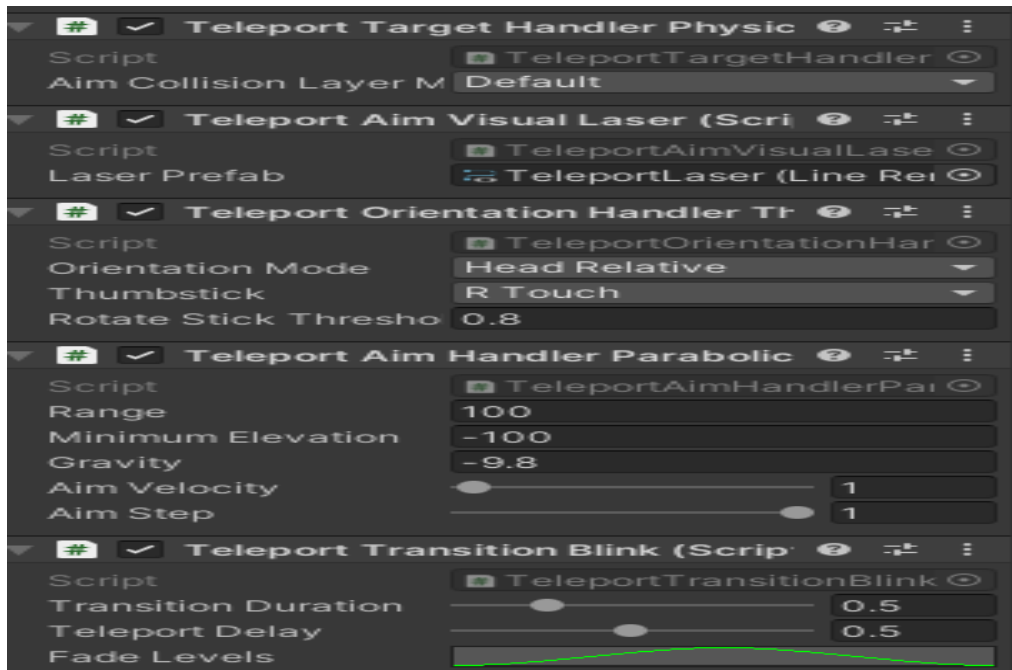 Teleport Target Handler Physic
Script TeleportTargetHandler
Aim Collision Layer M Default
Teleport Aim Visual Laser (Scri
Script TeleportAimVisualLase
Laser Prefab TeleportLaser (Line Rei
Teleport Orientation Handler Th
Script TeleportOrientationHar
Orientation Mode Head Relative
Thumbstick R Touch
Rotate Stick Thresho 0.8
Teleport Aim Handler Parabolic
Script TeleportAimHandlerPar
Range 100
Minimum Elevation -100
Gravity -9.8
Aim Velocity 1
Aim Step 1
Teleport Transition Blink (Scrip
Script TeleportTransitionBlink
Transition Duration 0.5
Teleport Delay 0.5
Fade Levels